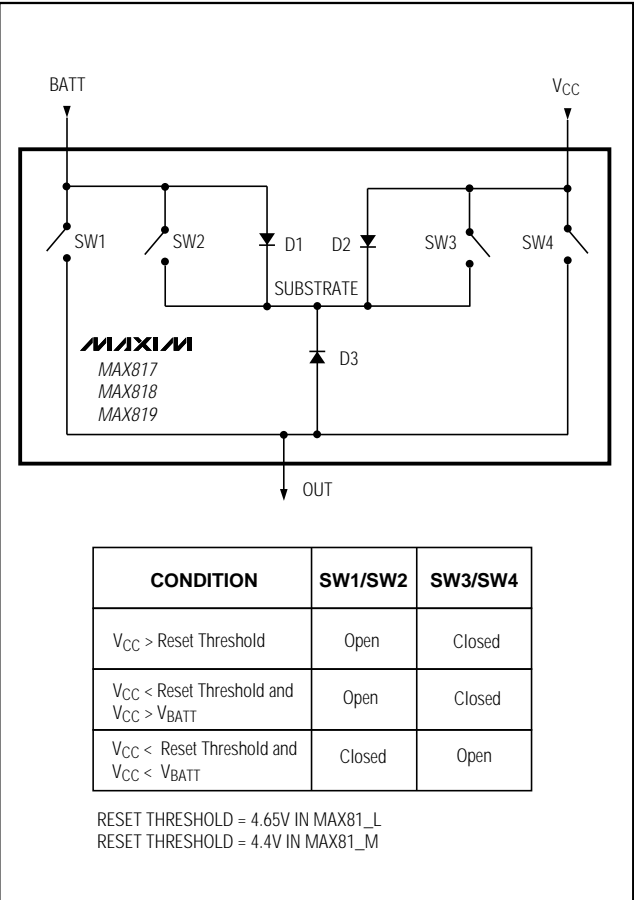 BATT
VCC
SW1
SW2
D1
D2
SW3
SW4
SUBSTRATE
MAXIM
MAX817
MAX818
MAX819
D3
OUT
CONDITION SW1/SW2 SW3/SW4
VCC > Reset Threshold Open Closed
VCC < Reset Threshold and
VCC > VBATT Open Closed
VCC < Reset Threshold and
VCC < VBATT Closed Open
RESET THRESHOLD = 4.65V IN MAX81_L
RESET THRESHOLD = 4.4V IN MAX81_M